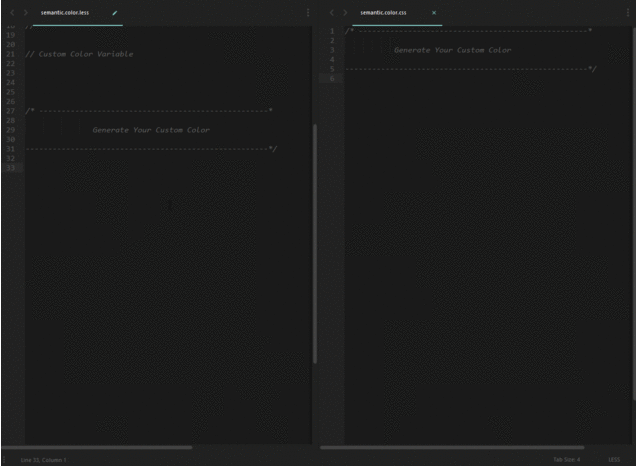 semantic.color.less
semantic.color.css
18 //
19
20
21 // Custom Color Variable
22
23
24
25
26
27 /* -------------------------------------------------- *
28
29 Generate Your Custom Color
30
31 --------------------------------------------------*/
32
33
1 /* -------------------------------------------------- *
2
3 Generate Your Custom Color
4
5 --------------------------------------------------*/
6
Line 33, Column 1
Tab Size: 4
LESS